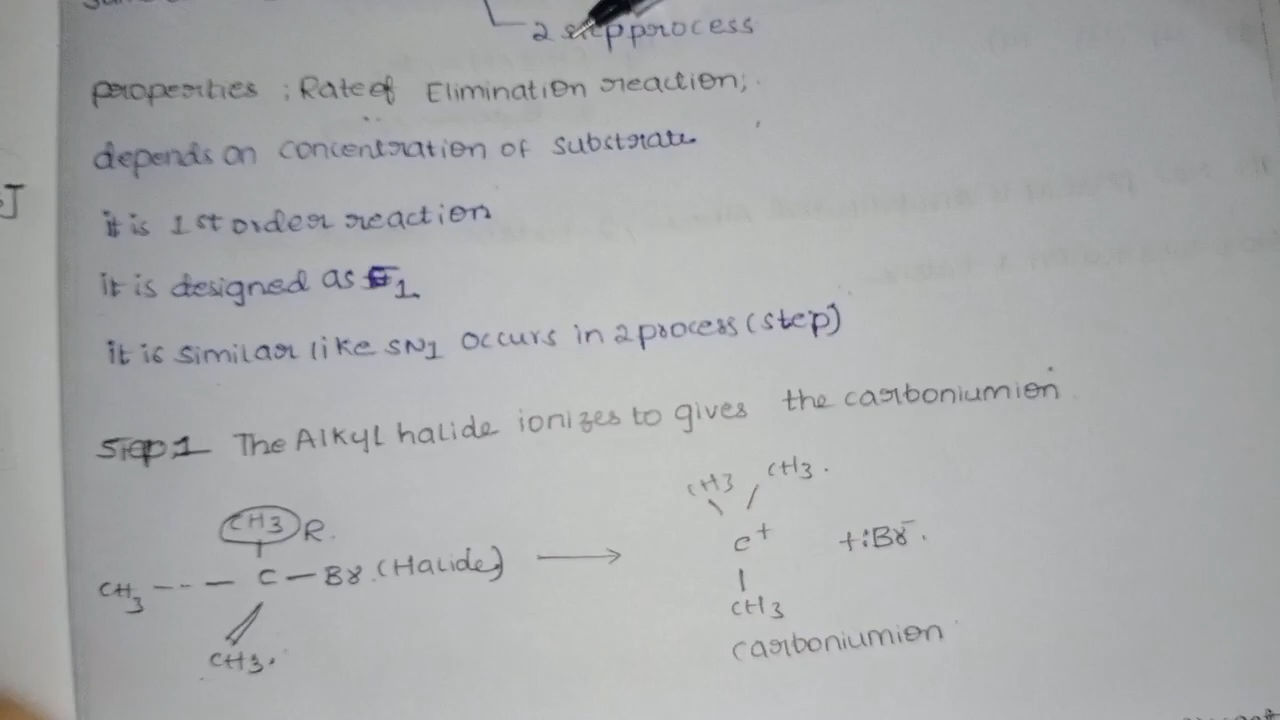 2 step process
properties ; Rate of Elimination reaction;
depends on concentration of substrate
it is 1st order reaction
it is designed as E1
it is similar like SN1 occurs in 2 process (step)
Step 1 The Alkyl halide ionizes to gives the carboniumion
CH3 CH3.
CH3 R.
C+ +:Br-.
CH3 --- C - Br. (Halide) →
CH3
CH3.
carboniumion